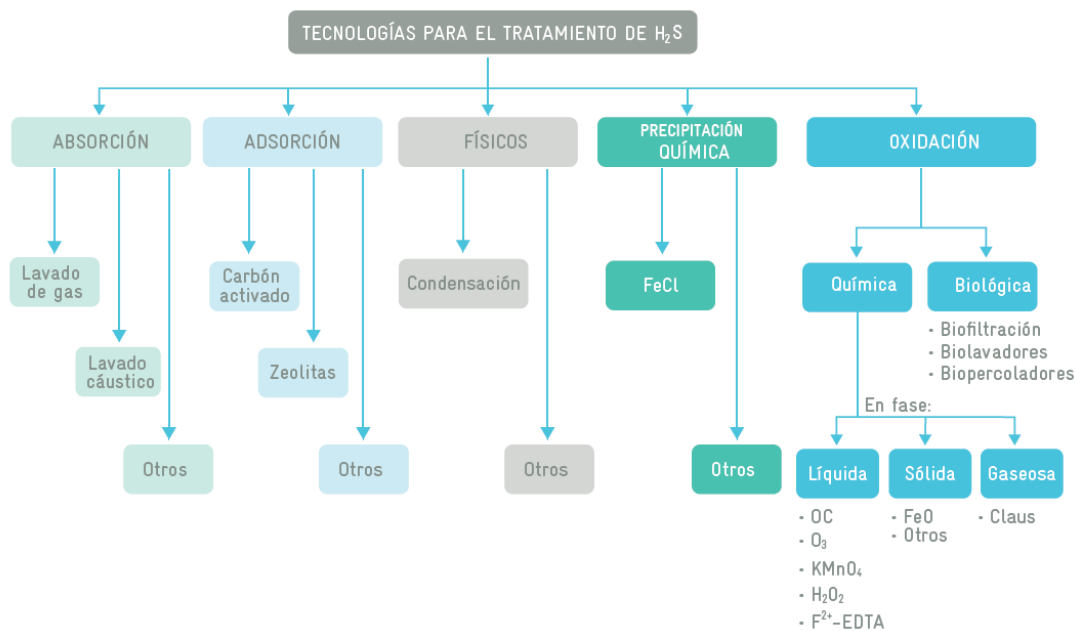 TECNOLOGÍAS PARA EL TRATAMIENTO DE H₂S
ABSORCIÓN
ADSORCIÓN
FÍSICOS
PRECIPITACIÓN
QUÍMICA
OXIDACIÓN
Lavado
de gas
Lavado
cáustico
Otros
Carbón
activado
Zeolitas
Otros
Condensación
Otros
FeCl
Otros
Química
Biológica
- Biofiltración
- Biolavadores
- Biopercoladores
En fase:
Líquida
Sólida
Gaseosa
- OC
- O₃
- KMnO₄
- H₂O₂
- F²⁺-EDTA
- FeO
- Otros
- Claus